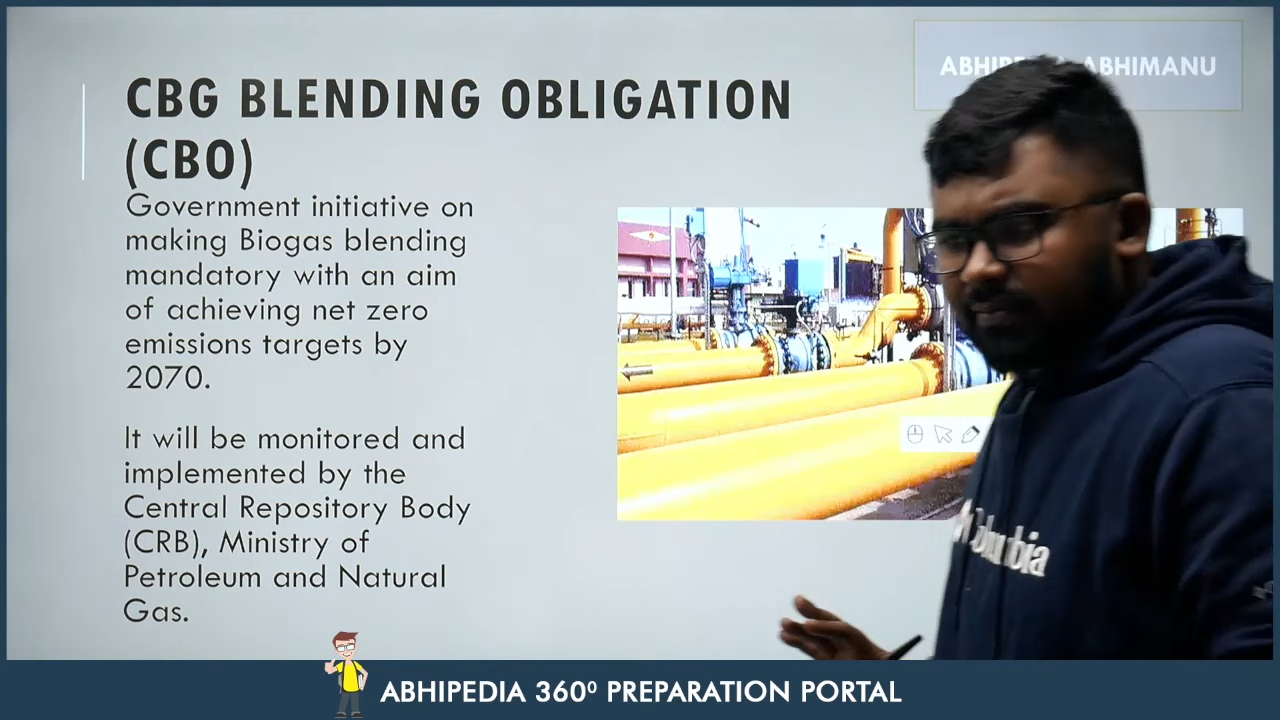 CBG BLENDING OBLIGATION
(CBO)
Government initiative on
making Biogas blending
mandatory with an aim
of achieving net zero
emissions targets by
2070.
It will be monitored and
implemented by the
Central Repository Body
(CRB), Ministry of
Petroleum and Natural
Gas.
ABHIMANU
ABHIPEDIA 360º PREPARATION PORTAL